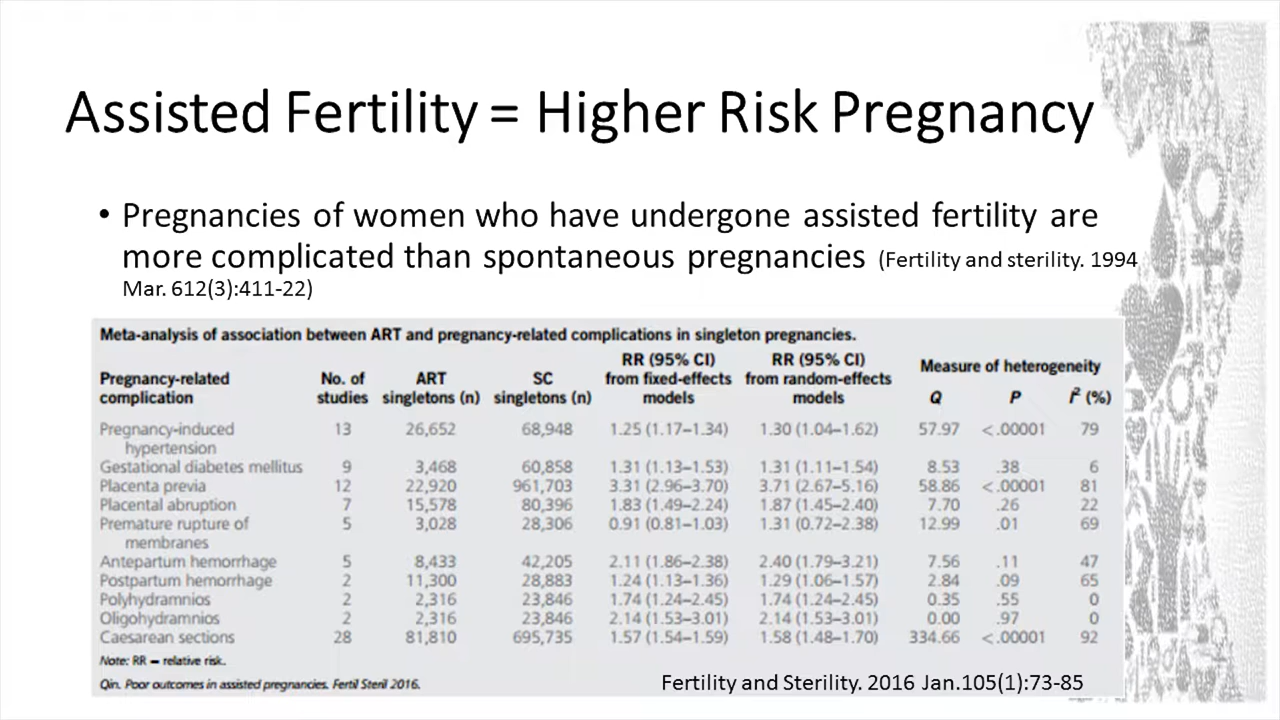 Assisted Fertility = Higher Risk Pregnancy
• Pregnancies of women who have undergone assisted fertility are
more complicated than spontaneous pregnancies (Fertility and sterility. 1994
Mar. 612(3):411-22)
Meta-analysis of association between ART and pregnancy-related complications in singleton pregnancies.
RR (95% CI) RR (95% CI) Measure of heterogeneity
Pregnancy-related No. of ART SC from fixed-effects from random-effects
complication studies singletons (n) singletons (n) models models Q P I² (%)
Pregnancy-induced 13 26,652 68,948 1.25 (1.17–1.34) 1.30 (1.04–1.62) 57.97 <.00001 79
hypertension
Gestational diabetes mellitus 9 3,468 60,858 1.31 (1.13–1.53) 1.31 (1.11–1.54) 8.53 .38 6
Placenta previa 12 22,920 961,703 3.31 (2.96–3.70) 3.71 (2.67–5.16) 58.86 <.00001 81
Placental abruption 7 15,578 80,396 1.83 (1.49–2.24) 1.87 (1.45–2.40) 7.70 .26 22
Premature rupture of 5 3,028 28,306 0.91 (0.81–1.03) 1.31 (0.72–2.38) 12.99 .01 69
membranes
Antepartum hemorrhage 5 8,433 42,205 2.11 (1.86–2.38) 2.40 (1.79–3.21) 7.56 .11 47
Postpartum hemorrhage 2 11,300 28,883 1.24 (1.13–1.36) 1.29 (1.06–1.57) 2.84 .09 65
Polyhydramnios 2 2,316 23,846 1.74 (1.24–2.45) 1.74 (1.24–2.45) 0.35 .55 0
Oligohydramnios 2 2,316 23,846 2.14 (1.53–3.01) 2.14 (1.53–3.01) 0.00 .97 0
Caesarean sections 28 81,810 695,735 1.57 (1.54–1.59) 1.58 (1.48–1.70) 334.66 <.00001 92
Note: RR = relative risk.
Qin. Poor outcomes in assisted pregnancies. Fertil Steril 2016.
Fertility and Sterility. 2016 Jan.105(1):73-85